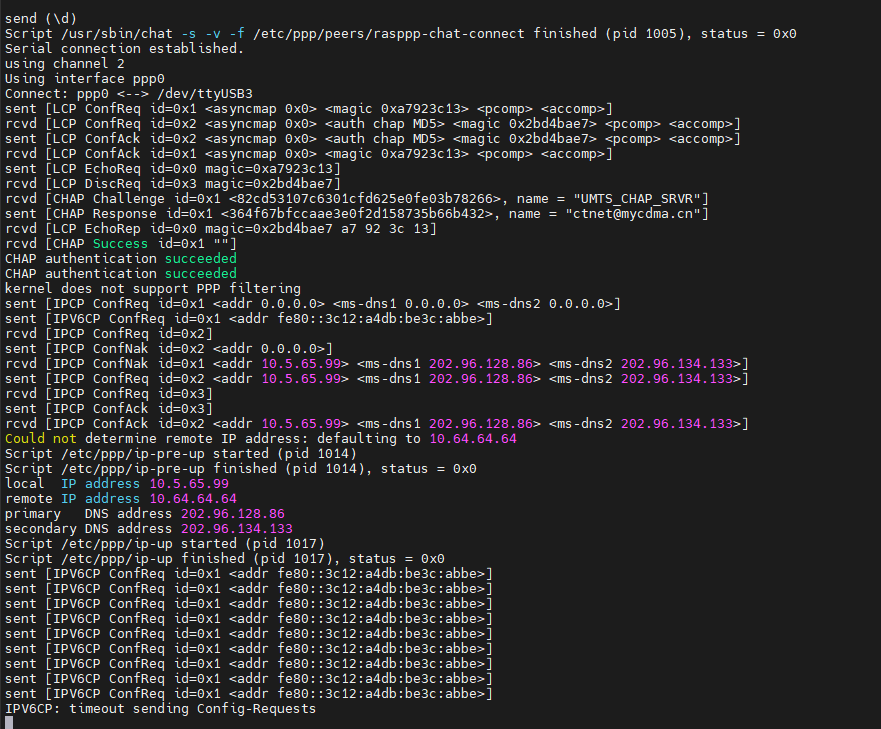 send (\d)
Script /usr/sbin/chat -s -v -f /etc/ppp/peers/rasppp-chat-connect finished (pid 1005), status = 0x0
Serial connection established.
using channel 2
Using interface ppp0
Connect: ppp0 <--> /dev/ttyUSB3
sent [LCP ConfReq id=0x1 <asyncmap 0x0> <magic 0xa7923c13> <pcomp> <accomp>]
rcvd [LCP ConfReq id=0x2 <asyncmap 0x0> <auth chap MD5> <magic 0x2bd4bae7> <pcomp> <accomp>]
sent [LCP ConfAck id=0x2 <asyncmap 0x0> <auth chap MD5> <magic 0x2bd4bae7> <pcomp> <accomp>]
rcvd [LCP ConfAck id=0x1 <asyncmap 0x0> <magic 0xa7923c13> <pcomp> <accomp>]
sent [LCP EchoReq id=0x0 magic=0xa7923c13]
rcvd [LCP DiscReq id=0x3 magic=0x2bd4bae7]
rcvd [CHAP Challenge id=0x1 <82cd53107c6301cfd625e0fe03b78266>, name = "UMTS_CHAP_SRVR"]
sent [CHAP Response id=0x1 <364f67bfccaae3e0f2d158735b66b432>, name = "ctnet@mycdma.cn"]
rcvd [LCP EchoRep id=0x0 magic=0x2bd4bae7 a7 92 3c 13]
rcvd [CHAP Success id=0x1 ""]
CHAP authentication succeeded
CHAP authentication succeeded
kernel does not support PPP filtering
sent [IPCP ConfReq id=0x1 <addr 0.0.0.0> <ms-dns1 0.0.0.0> <ms-dns2 0.0.0.0>]
sent [IPV6CP ConfReq id=0x1 <addr fe80::3c12:a4db:be3c:abbe>]
rcvd [IPCP ConfReq id=0x2]
sent [IPCP ConfNak id=0x2 <addr 0.0.0.0>]
rcvd [IPCP ConfNak id=0x1 <addr 10.5.65.99> <ms-dns1 202.96.128.86> <ms-dns2 202.96.134.133>]
sent [IPCP ConfReq id=0x2 <addr 10.5.65.99> <ms-dns1 202.96.128.86> <ms-dns2 202.96.134.133>]
rcvd [IPCP ConfReq id=0x3]
sent [IPCP ConfAck id=0x3]
rcvd [IPCP ConfAck id=0x2 <addr 10.5.65.99> <ms-dns1 202.96.128.86> <ms-dns2 202.96.134.133>]
Could not determine remote IP address: defaulting to 10.64.64.64
Script /etc/ppp/ip-pre-up started (pid 1014)
Script /etc/ppp/ip-pre-up finished (pid 1014), status = 0x0
local  IP address 10.5.65.99
remote IP address 10.64.64.64
primary   DNS address 202.96.128.86
secondary DNS address 202.96.134.133
Script /etc/ppp/ip-up started (pid 1017)
Script /etc/ppp/ip-up finished (pid 1017), status = 0x0
sent [IPV6CP ConfReq id=0x1 <addr fe80::3c12:a4db:be3c:abbe>]
sent [IPV6CP ConfReq id=0x1 <addr fe80::3c12:a4db:be3c:abbe>]
sent [IPV6CP ConfReq id=0x1 <addr fe80::3c12:a4db:be3c:abbe>]
sent [IPV6CP ConfReq id=0x1 <addr fe80::3c12:a4db:be3c:abbe>]
sent [IPV6CP ConfReq id=0x1 <addr fe80::3c12:a4db:be3c:abbe>]
sent [IPV6CP ConfReq id=0x1 <addr fe80::3c12:a4db:be3c:abbe>]
sent [IPV6CP ConfReq id=0x1 <addr fe80::3c12:a4db:be3c:abbe>]
sent [IPV6CP ConfReq id=0x1 <addr fe80::3c12:a4db:be3c:abbe>]
sent [IPV6CP ConfReq id=0x1 <addr fe80::3c12:a4db:be3c:abbe>]
IPV6CP: timeout sending Config-Requests